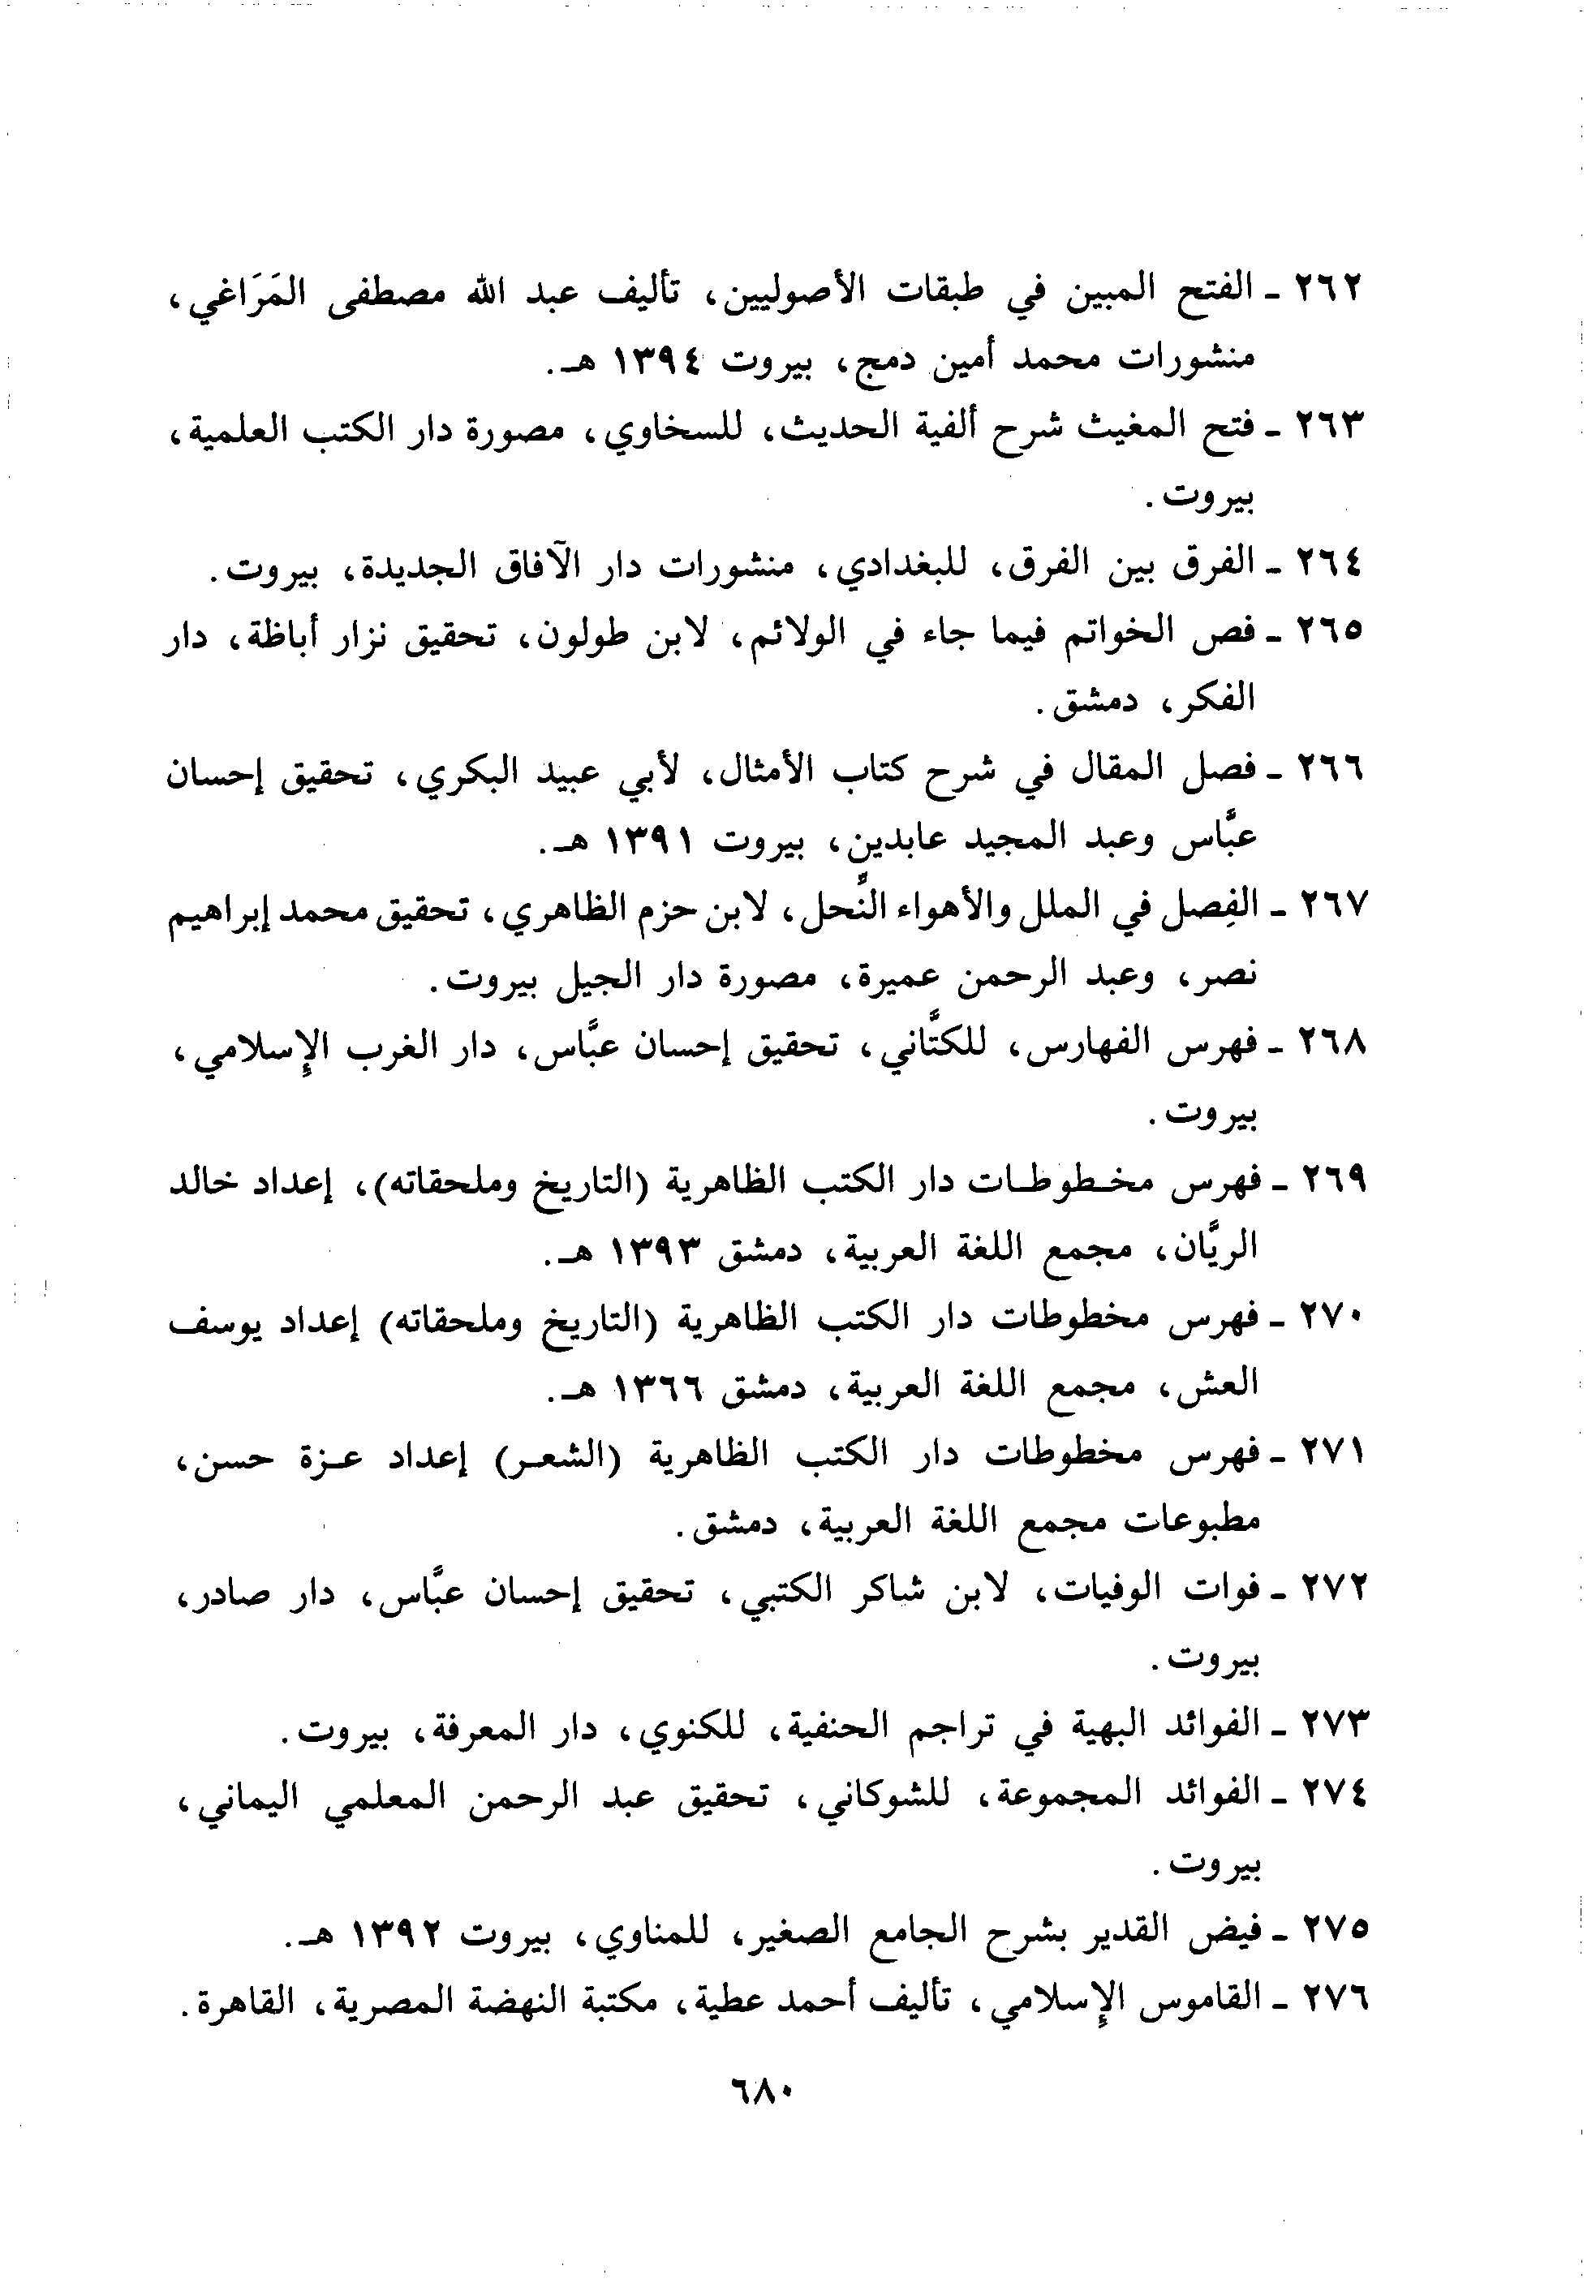 ٢٦٢ ـ الفتح المبين في طبقات الأصوليين، تأليف عبد الله مصطفى المَرَاغي،
منشورات محمد أمين دمج، بيروت ١٣٩٤ هـ.
٢٦٣ ـ فتح المغيث شرح ألفية الحديث، للسخاوي، مصورة دار الكتب العلمية،
بيروت.
٢٦٤ ـ الفرق بين الفرق، للبغدادي، منشورات دار الآفاق الجديدة، بيروت.
٢٦٥ ـ فص الخواتم فيما جاء في الولائم، لابن طولون، تحقيق نزار أباظة، دار
الفكر، دمشق.
٢٦٦ ـ فصل المقال في شرح كتاب الأمثال، لأبي عبيد البكري، تحقيق إحسان
عبَّاس وعبد المجيد عابدين، بيروت ١٣٩١ هـ.
٢٦٧ ـ الفِصل في الملل والأهواء النِّحل، لابن حزم الظاهري، تحقيق محمد إبراهيم
نصر، وعبد الرحمن عميرة، مصورة دار الجيل بيروت.
٢٦٨ ـ فهرس الفهارس، للكتَّاني، تحقيق إحسان عبَّاس، دار الغرب الإسلامي،
بيروت.
٢٦٩ ـ فهرس مخـطوطـات دار الكتب الظاهرية (التاريخ وملحقاته)، إعداد خالد
الريَّان، مجمع اللغة العربية، دمشق ١٣٩٣ هـ.
٢٧٠ ـ فهرس مخطوطات دار الكتب الظاهرية (التاريخ وملحقاته) إعداد يوسف
العش، مجمع اللغة العربية، دمشق ١٣٦٦ هـ.
٢٧١ ـ فهرس مخطوطات دار الكتب الظاهرية (الشعـر) إعداد عـزة حسن،
مطبوعات مجمع اللغة العربية، دمشق.
٢٧٢ ـ فوات الوفيات، لابن شاكر الكتبي، تحقيق إحسان عبَّاس، دار صادر،
بيروت.
٢٧٣ ـ الفوائد البهية في تراجم الحنفية، للكنوي، دار المعرفة، بيروت.
٢٧٤ ـ الفوائد المجموعة، للشوكاني، تحقيق عبد الرحمن المعلمي اليماني،
بيروت.
٢٧٥ ـ فيض القدير بشرح الجامع الصغير، للمناوي، بيروت ١٣٩٢ هـ.
٢٧٦ ـ القاموس الإسلامي، تأليف أحمد عطية، مكتبة النهضة المصرية، القاهرة.
٦٨٠